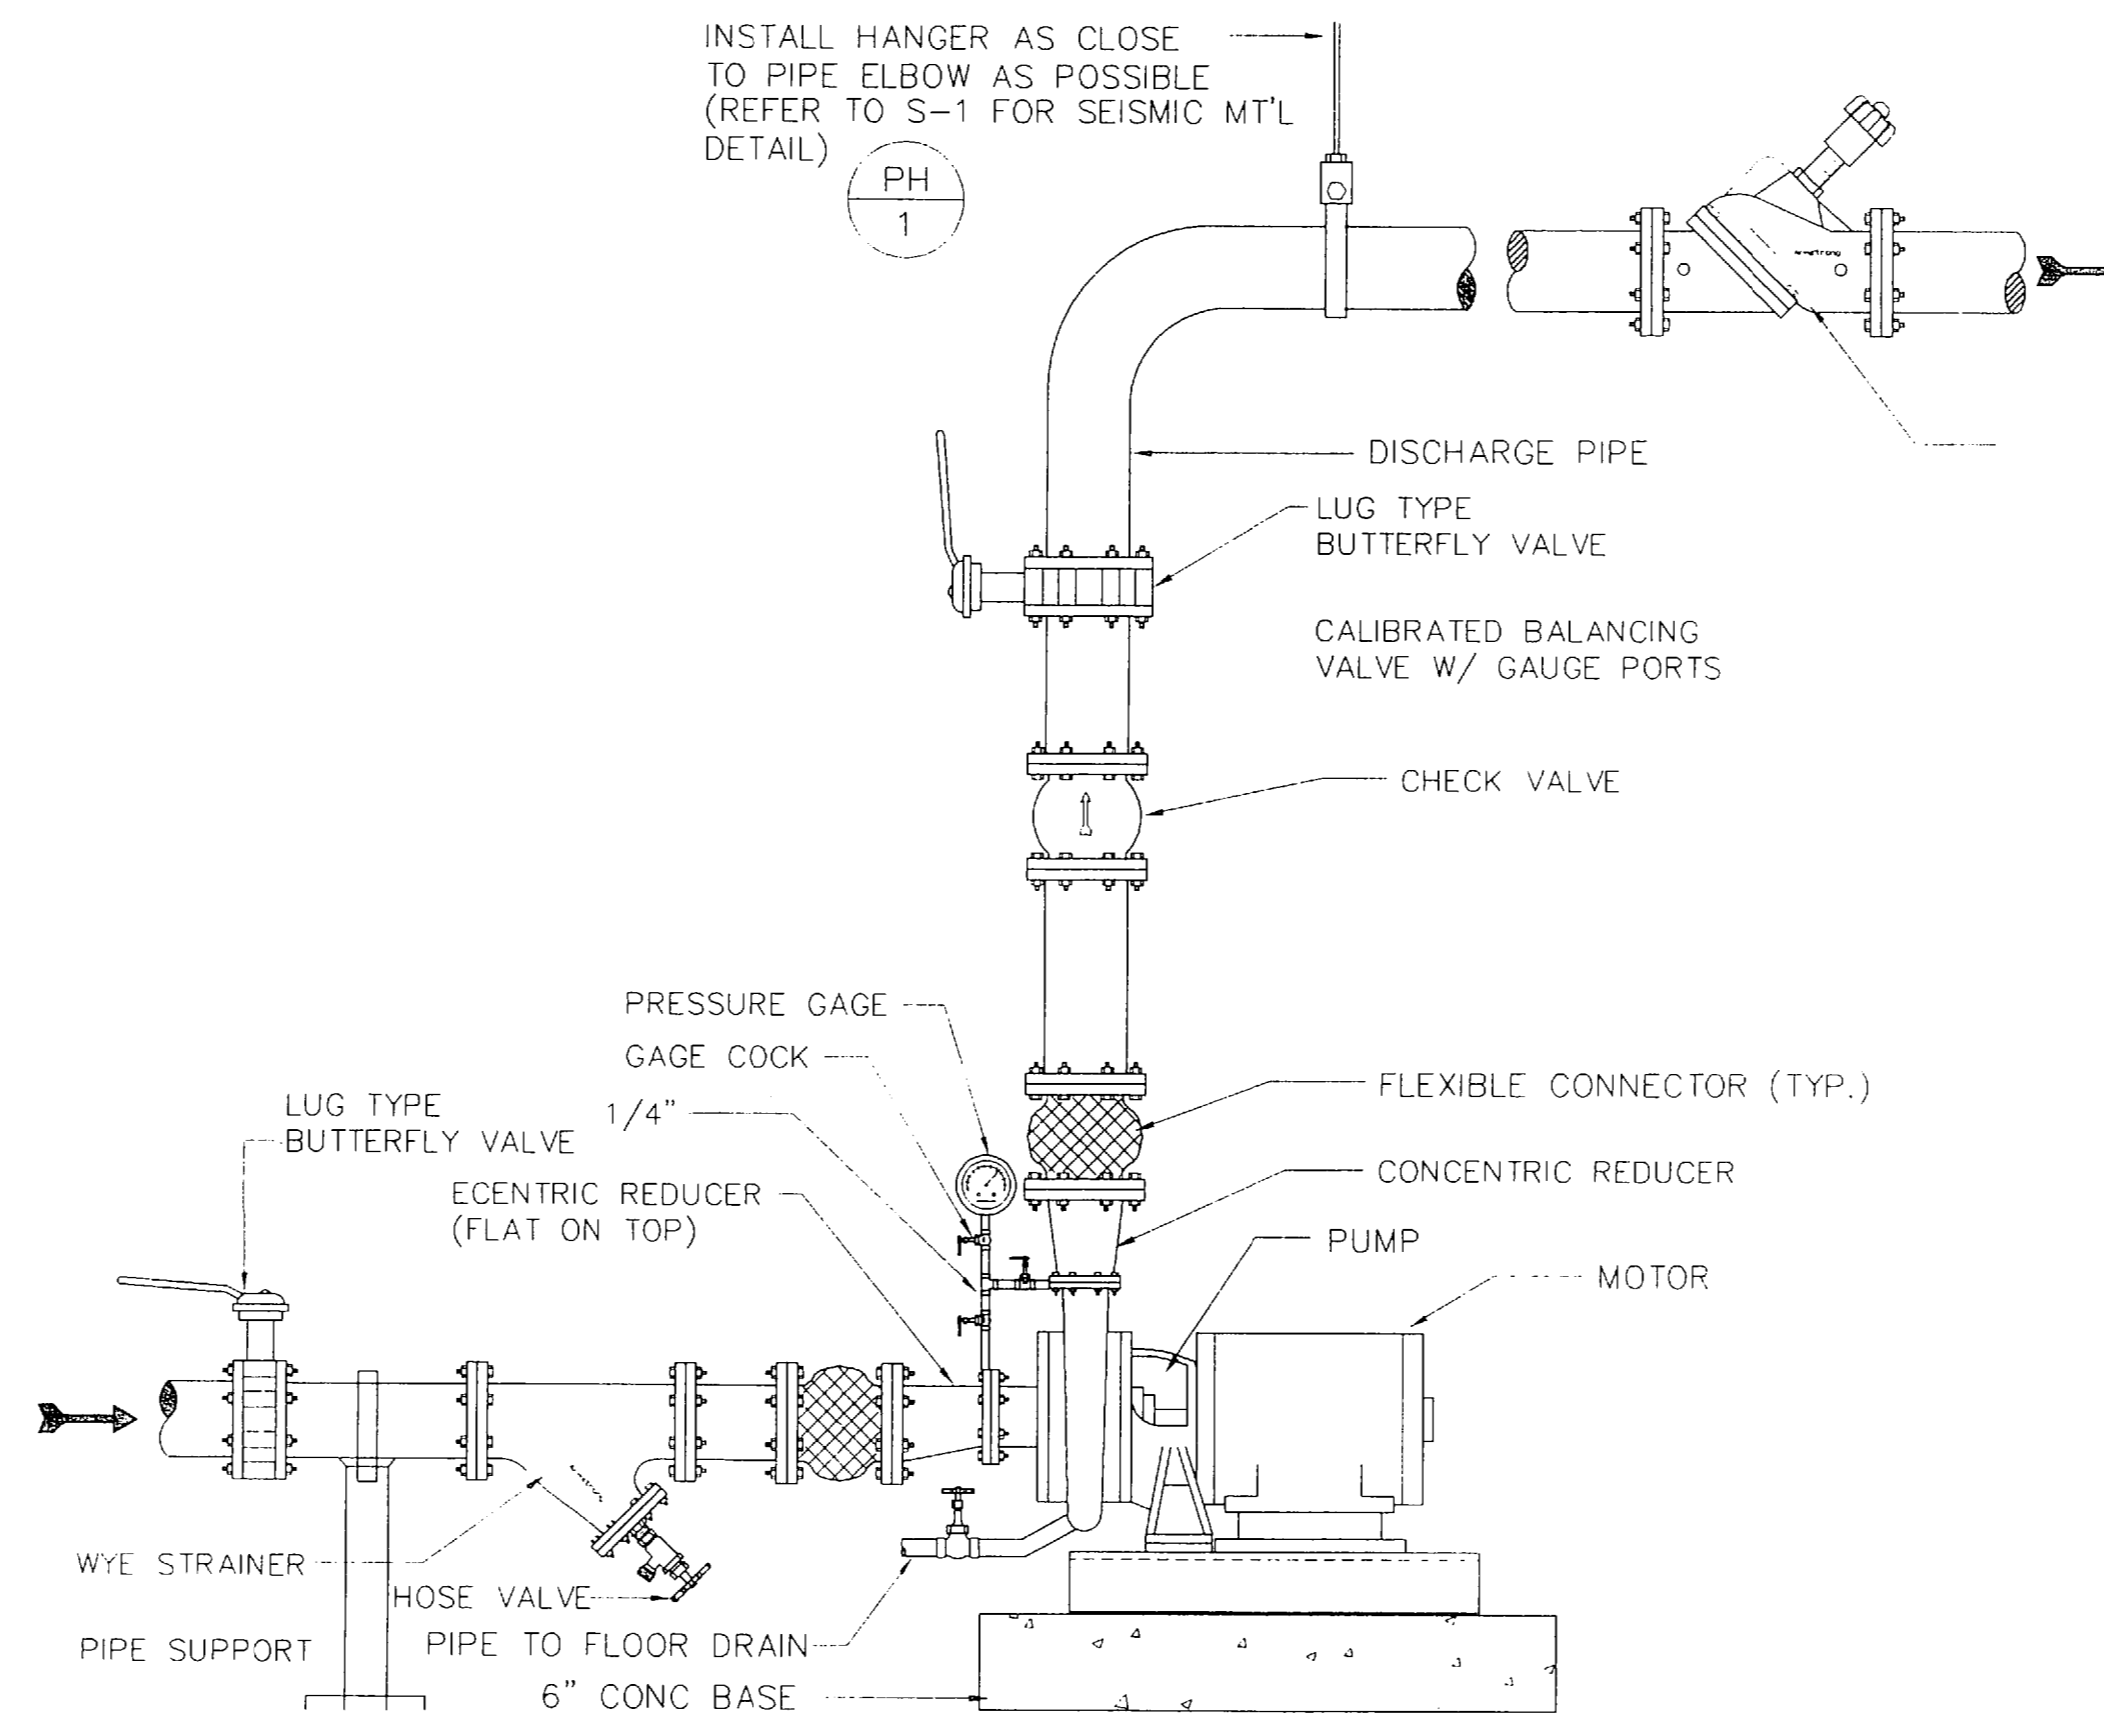 INSTALL HANGER AS CLOSE
TO PIPE ELBOW AS POSSIBLE
(REFER TO S-1 FOR SEISMIC MT'L
DETAIL)
PH
1
Armstrong
DISCHARGE PIPE
LUG TYPE
BUTTERFLY VALVE
CALIBRATED BALANCING
VALVE W/ GAUGE PORTS
CHECK VALVE
PRESSURE GAGE
GAGE COCK
1/4"
FLEXIBLE CONNECTOR (TYP.)
LUG TYPE
BUTTERFLY VALVE
CONCENTRIC REDUCER
ECENTRIC REDUCER
(FLAT ON TOP)
PUMP
MOTOR
WYE STRAINER
HOSE VALVE
PIPE SUPPORT
PIPE TO FLOOR DRAIN
6" CONC BASE